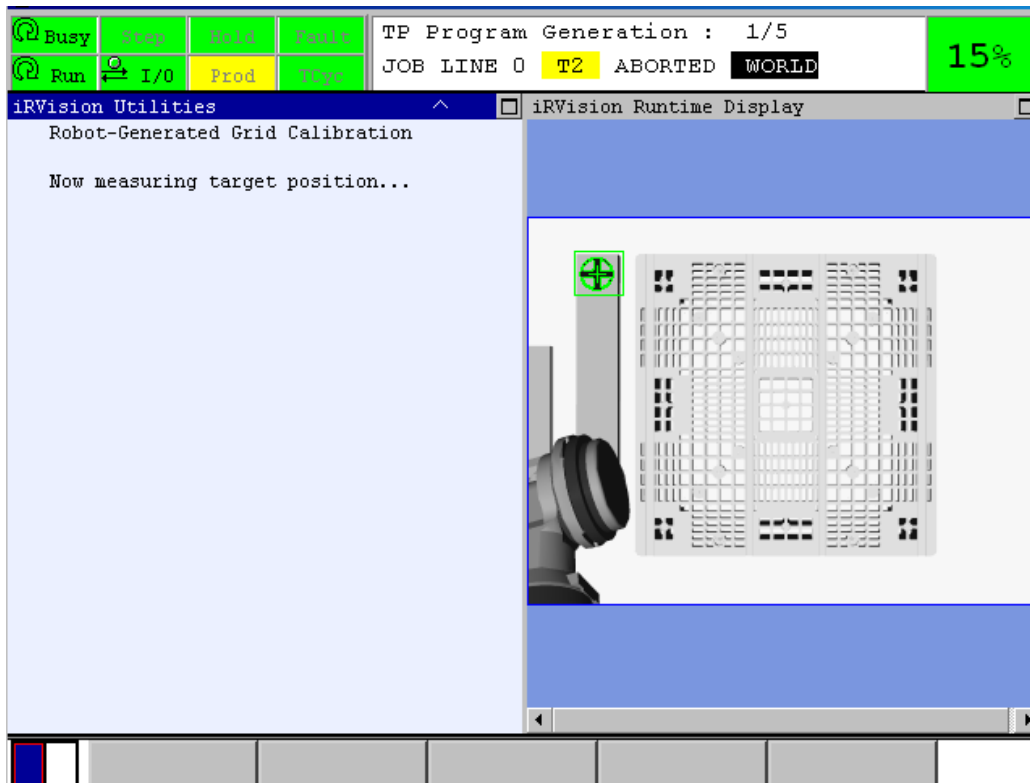 Busy Step Hold Fault
Run I/O Prod TCyc
TP Program Generation : 1/5
JOB LINE 0 T2 ABORTED WORLD
15%
iRVision Utilities
Robot-Generated Grid Calibration
Now measuring target position...
iRVision Runtime Display